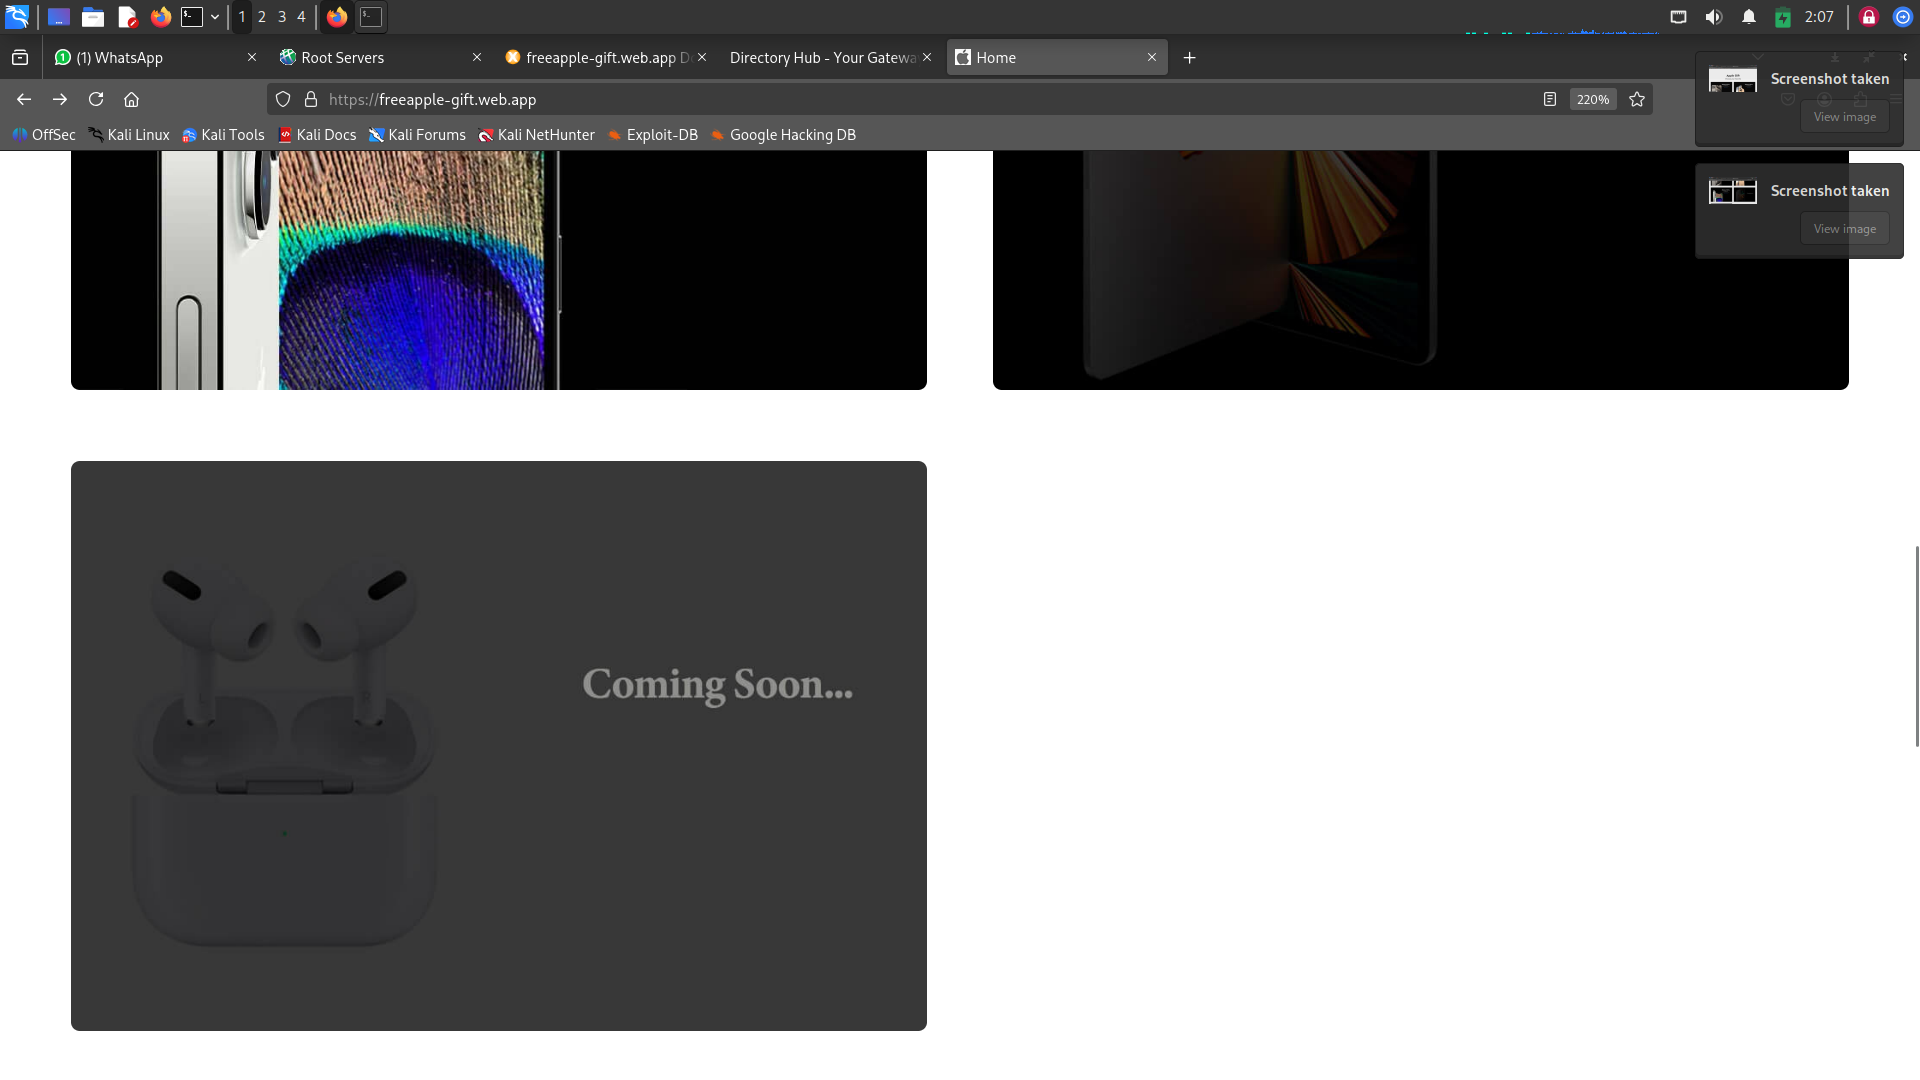 1 2 3 4
2:07
(1) WhatsApp
Root Servers
freeapple-gift.web.app
Directory Hub - Your Gatewa
Home
https://freeapple-gift.web.app
220%
OffSec
Kali Linux
Kali Tools
Kali Docs
Kali Forums
Kali NetHunter
Exploit-DB
Google Hacking DB
Screenshot taken
View image
Screenshot taken
View image
Coming Soon...